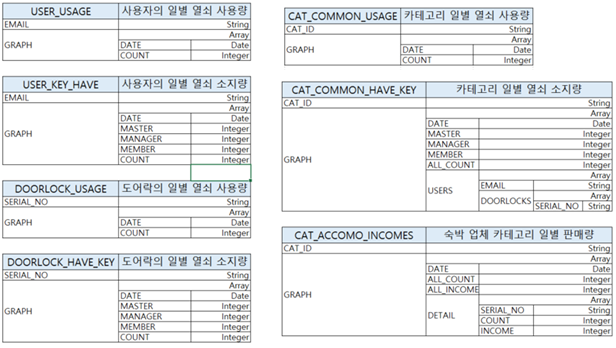 USER_USAGE 사용자의 일별 열쇠 사용량
EMAIL String
GRAPH Array
DATE Date
COUNT Integer
USER_KEY_HAVE 사용자의 일별 열쇠 소지량
EMAIL String
GRAPH Array
DATE Date
MASTER Integer
MANAGER Integer
MEMBER Integer
COUNT Integer
DOORLOCK_USAGE 도어락의 일별 열쇠 사용량
SERIAL_NO String
GRAPH Array
DATE Date
COUNT Integer
DOORLOCK_HAVE_KEY 도어락의 일별 열쇠 소지량
SERIAL_NO String
GRAPH Array
DATE Date
MASTER Integer
MANAGER Integer
MEMBER Integer
COUNT Integer
CAT_COMMON_USAGE 카테고리 일별 열쇠 사용량
CAT_ID String
GRAPH Array
DATE Date
COUNT Integer
CAT_COMMON_HAVE_KEY 카테고리 일별 열쇠 소지량
CAT_ID String
GRAPH Array
DATE Date
MASTER Integer
MANAGER Integer
MEMBER Integer
ALL_COUNT Integer
USERS Array
EMAIL String
DOORLOCKS Array
SERIAL_NO String
CAT_ACCOMO_INCOMES 숙박 업체 카테고리 일별 판매량
CAT_ID String
GRAPH Array
DATE Date
ALL_COUNT Integer
ALL_INCOME Integer
DETAIL Array
SERIAL_NO String
COUNT Integer
INCOME Integer